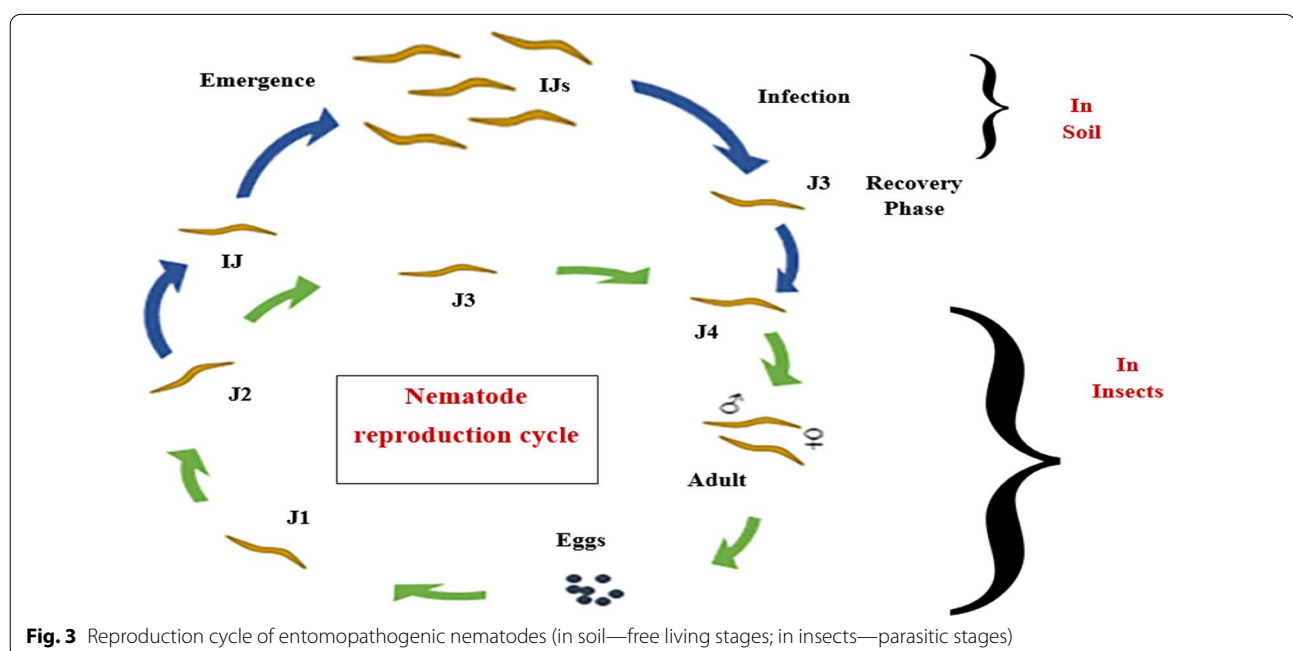 Emergence
IJs
Infection
In
Soil
J3
Recovery
Phase
IJ
J3
J4
In
Insects
J2
Nematode
reproduction cycle
♂
♀
Adult
J1
Eggs
Fig. 3 Reproduction cycle of entomopathogenic nematodes (in soil—free living stages; in insects—parasitic stages)